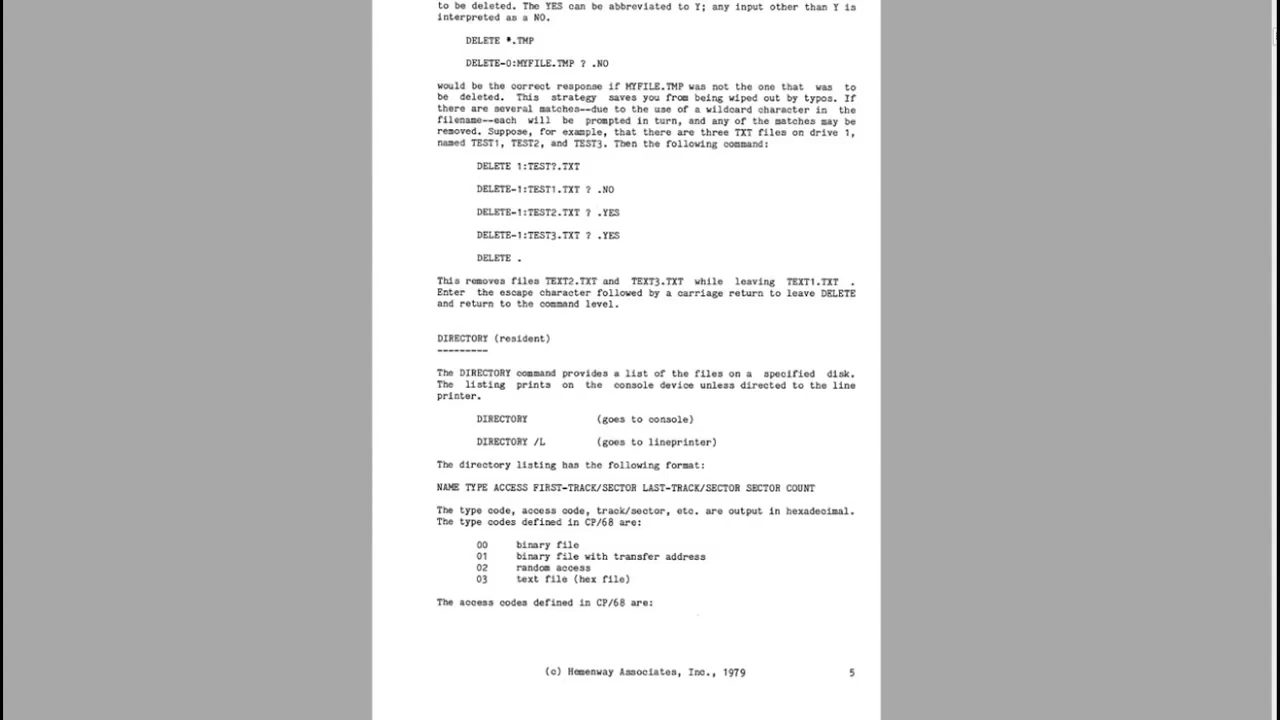 to be deleted. The YES can be abbreviated to Y; any input other than Y is
interpreted as a NO.
DELETE *.TMP
DELETE-0:MYFILE.TMP ? .NO
would be the correct response if MYFILE.TMP was not the one that was to
be deleted. This strategy saves you from being wiped out by typos. If
there are several matches--due to the use of a wildcard character in the
filename--each will be prompted in turn, and any of the matches may be
removed. Suppose, for example, that there are three TXT files on drive 1,
named TEST1, TEST2, and TEST3. Then the following command:
DELETE 1:TEST?.TXT
DELETE-1:TEST1.TXT ? .NO
DELETE-1:TEST2.TXT ? .YES
DELETE-1:TEST3.TXT ? .YES
DELETE .
This removes files TEXT2.TXT and TEXT3.TXT while leaving TEXT1.TXT .
Enter the escape character followed by a carriage return to leave DELETE
and return to the command level.
DIRECTORY (resident)
---------
The DIRECTORY command provides a list of the files on a specified disk.
The listing prints on the console device unless directed to the line
printer.
DIRECTORY (goes to console)
DIRECTORY /L (goes to lineprinter)
The directory listing has the following format:
NAME TYPE ACCESS FIRST-TRACK/SECTOR LAST-TRACK/SECTOR SECTOR COUNT
The type code, access code, track/sector, etc. are output in hexadecimal.
The type codes defined in CP/68 are:
00 binary file
01 binary file with transfer address
02 random access
03 text file (hex file)
The access codes defined in CP/68 are:
(c) Hemenway Associates, Inc., 1979 5